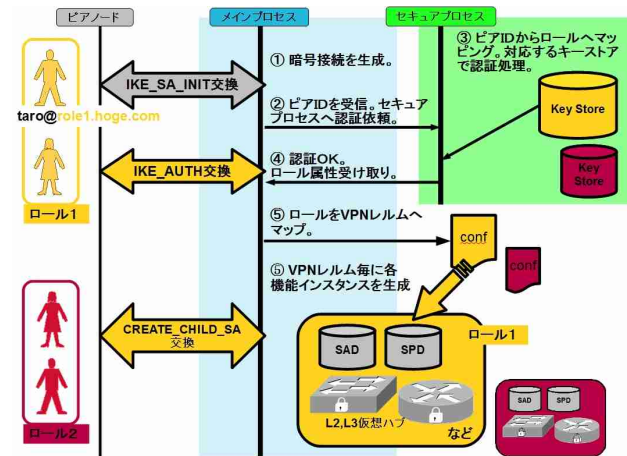 ピアノード
メインプロセス
セキュアプロセス
① 暗号接続を生成。
③ ピアIDからロールへマッ
ピング。対応するキーストア
で認証処理。
IKE_SA_INIT交換
② ピアIDを受信。セキュア
プロセスへ認証依頼。
Key Store
taro@role1.hoge.com
④ 認証OK。
ロール属性受け取り。
IKE_AUTH交換
Key
Store
ロール1
⑤ ロールをVPNレルムへ
マップ。
conf
conf
⑤ VPNレルム毎に各
機能インスタンスを生成
CREATE_CHILD_SA
交換
ロール1
SAD
SPD
L2,L3仮想ハブ
など
SAD
SPD
ロール2